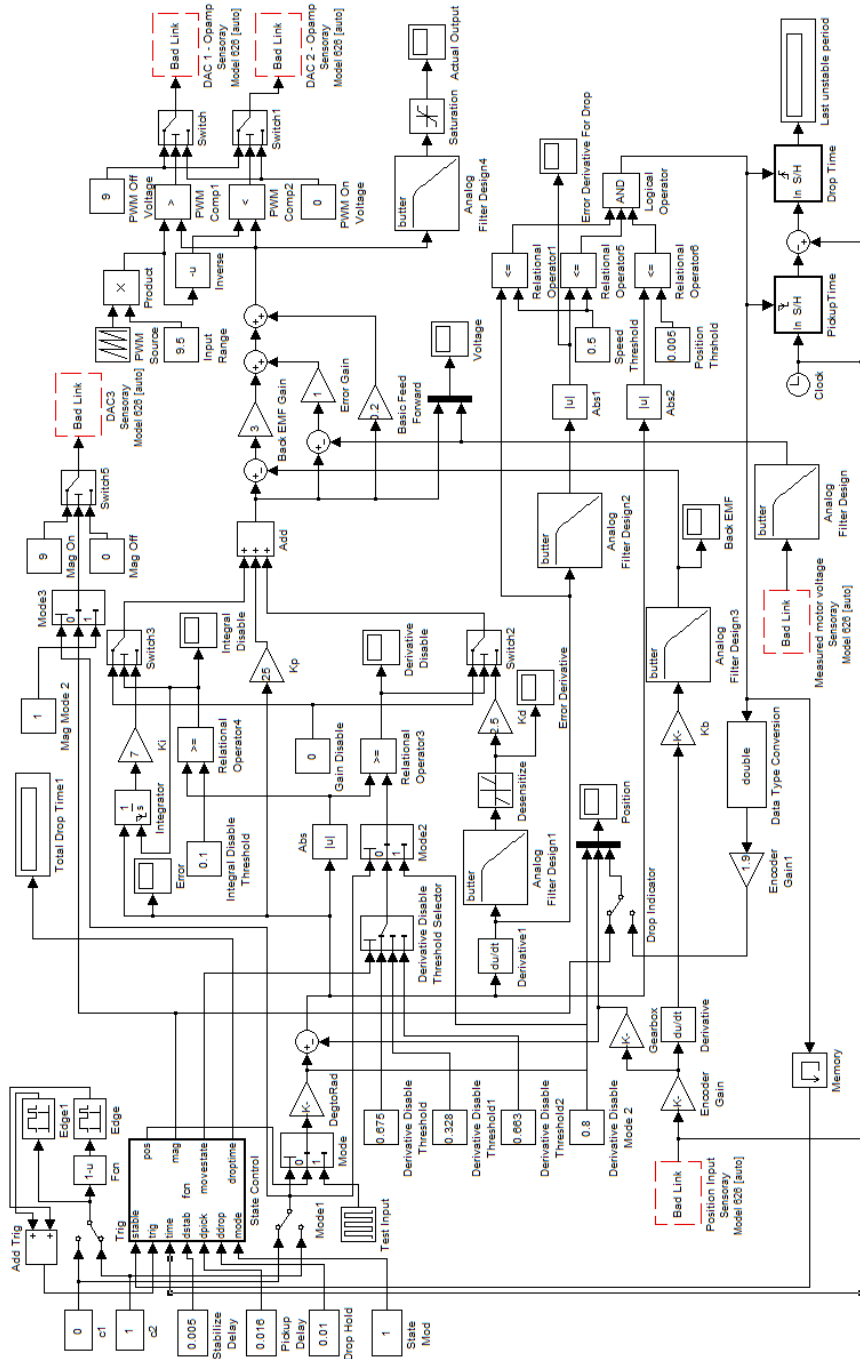 0
c1
1
c2
0.005
Stabilize
Delay
0.016
Pickup
Delay
0.01
Drop Hold
1
State
Mod
Add Trig
Trig
stable
trig
time
dstab
dpick
ddrop
mode
fon
pos
mag
movestate
droptime
State Control
1-u
Fon
Edge1
Edge
Mode1
Test Input
0
1
Mode
-K-
DegtoRad
0.675
Derivative Disable
Threshold
0.328
Derivative Disable
Threshold1
0.663
Derivative Disable
Threshold2
0.8
Derivative Disable
Mode 2
Bad Link
Position Input
Sensoray
Model 626 [auto]
-K-
Encoder
Gain
-K-
Gearbox
du/dt
Derivative
Memory
Total Drop Time1
1
Mag Mode 2
0
1
Mode3
9
Mag On
0
Mag Off
Switch5
Bad Link
DAC3
Sensoray
Model 626 [auto]
Error
1
s
Integrator
7
Ki
0.1
Integral Disable
Threshold
>=
Relational
Operator4
Switch3
Integral
Disable
25
Kp
|u|
Abs
0
Gain Disable
Derivative Disable
Threshold Selector
0
1
Mode2
>=
Relational
Operator3
Derivative
Disable
Switch2
du/dt
Derivative1
butter
Analog
Filter Design1
Desensitize
2.5
Kd
Error Derivative
Position
Drop Indicator
1.9
Encoder
Gain1
double
Data Type Conversion
-K-
Kb
butter
Analog
Filter Design3
Back EMF
Bad Link
Measured motor voltage
Sensoray
Model 626 [auto]
butter
Analog
Filter Design
Add
3
Back EMF Gain
1
Error Gain
0.2
Basic Feed
Forward
Voltage
PWM
Source
9.5
Input
Range
Product
-u
Inverse
9
PWM Off
Voltage
>
PWM
Comp1
<
PWM
Comp2
0
PWM On
Voltage
Switch
Switch1
Bad Link
DAC 1 - Opamp
Sensoray
Model 626 [auto]
Bad Link
DAC 2 - Opamp
Sensoray
Model 626 [auto]
butter
Analog
Filter Design4
Saturation
Actual Output
butter
Analog
Filter Design2
|u|
Abs1
|u|
Abs2
0.5
Speed
Threshold
0.005
Position
Thrshold
<=
Relational
Operator1
<=
Relational
Operator5
<=
Relational
Operator6
Error Derivative For Drop
AND
Logical
Operator
Clock
In S/H
PickupTime
In S/H
Drop Time
Last unstable period